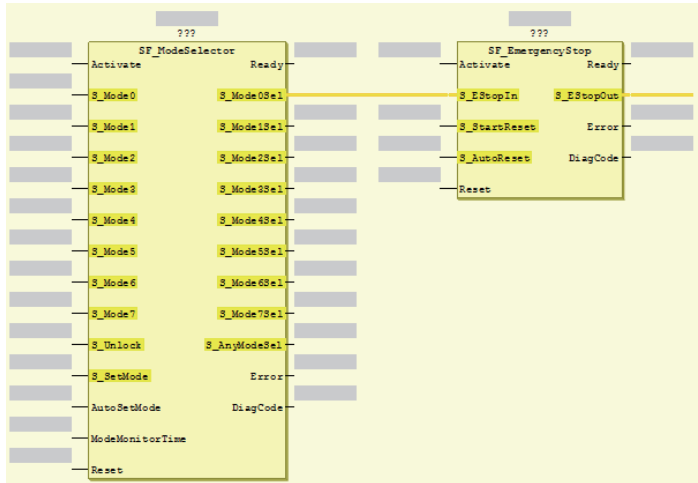 ???
SF_ModeSelector
Activate Ready
S_Mode0 S_Mode0Sel
S_Mode1 S_Mode1Sel
S_Mode2 S_Mode2Sel
S_Mode3 S_Mode3Sel
S_Mode4 S_Mode4Sel
S_Mode5 S_Mode5Sel
S_Mode6 S_Mode6Sel
S_Mode7 S_Mode7Sel
S_Unlock S_AnyModeSel
S_SetMode Error
AutoSetMode DiagCode
ModeMonitorTime
Reset
???
SF_EmergencyStop
Activate Ready
S_EStopIn S_EStopOut
S_StartReset Error
S_AutoReset DiagCode
Reset